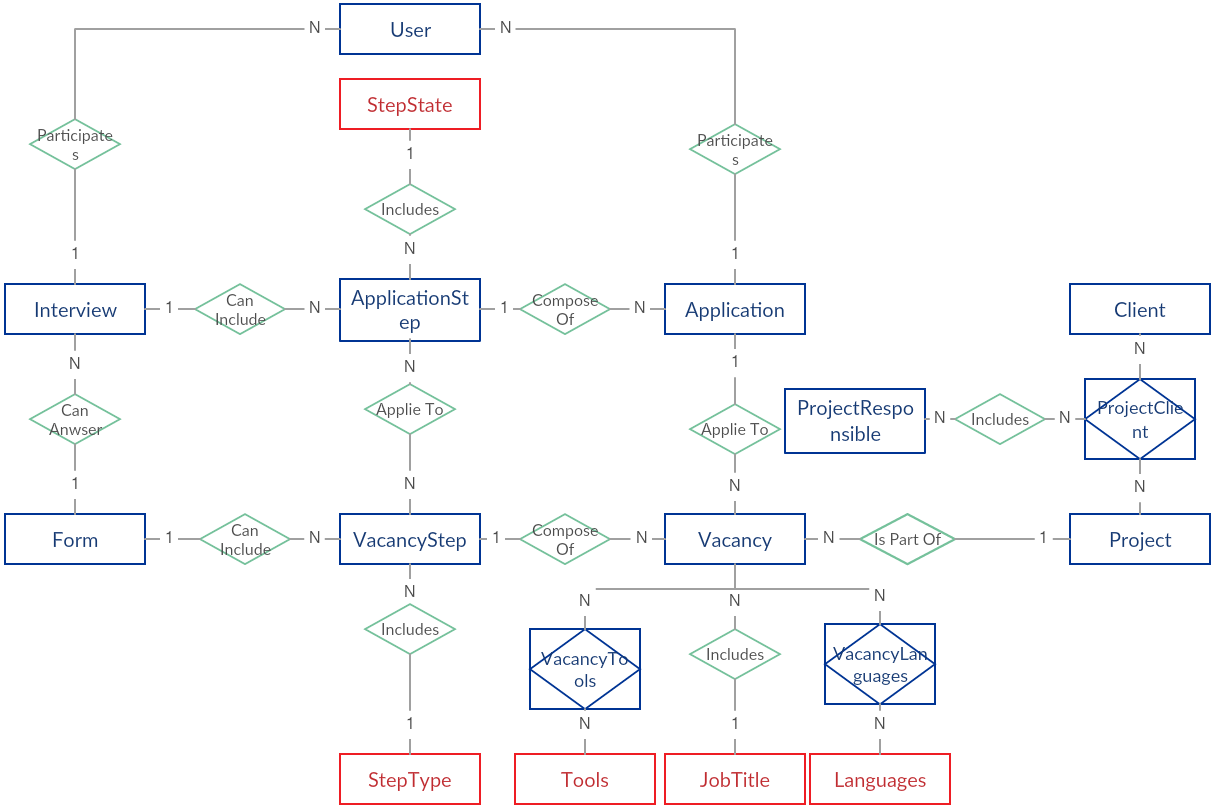 N
User
N
StepState
Participate
s
Participate
s
1
Includes
N
1
1
Interview
1
Can
Include
N
ApplicationSt
ep
1
Compose
Of
N
Application
Client
N
N
1
N
Can
Anwser
Applie To
Applie To
ProjectRespo
nsible
N
Includes
N
ProjectClie
nt
1
N
N
N
Form
1
Can
Include
N
VacancyStep
1
Compose
Of
N
Vacancy
N
Is Part Of
1
Project
N
N
N
N
Includes
VacancyTo
ols
Includes
VacancyLan
guages
1
N
1
N
StepType
Tools
JobTitle
Languages